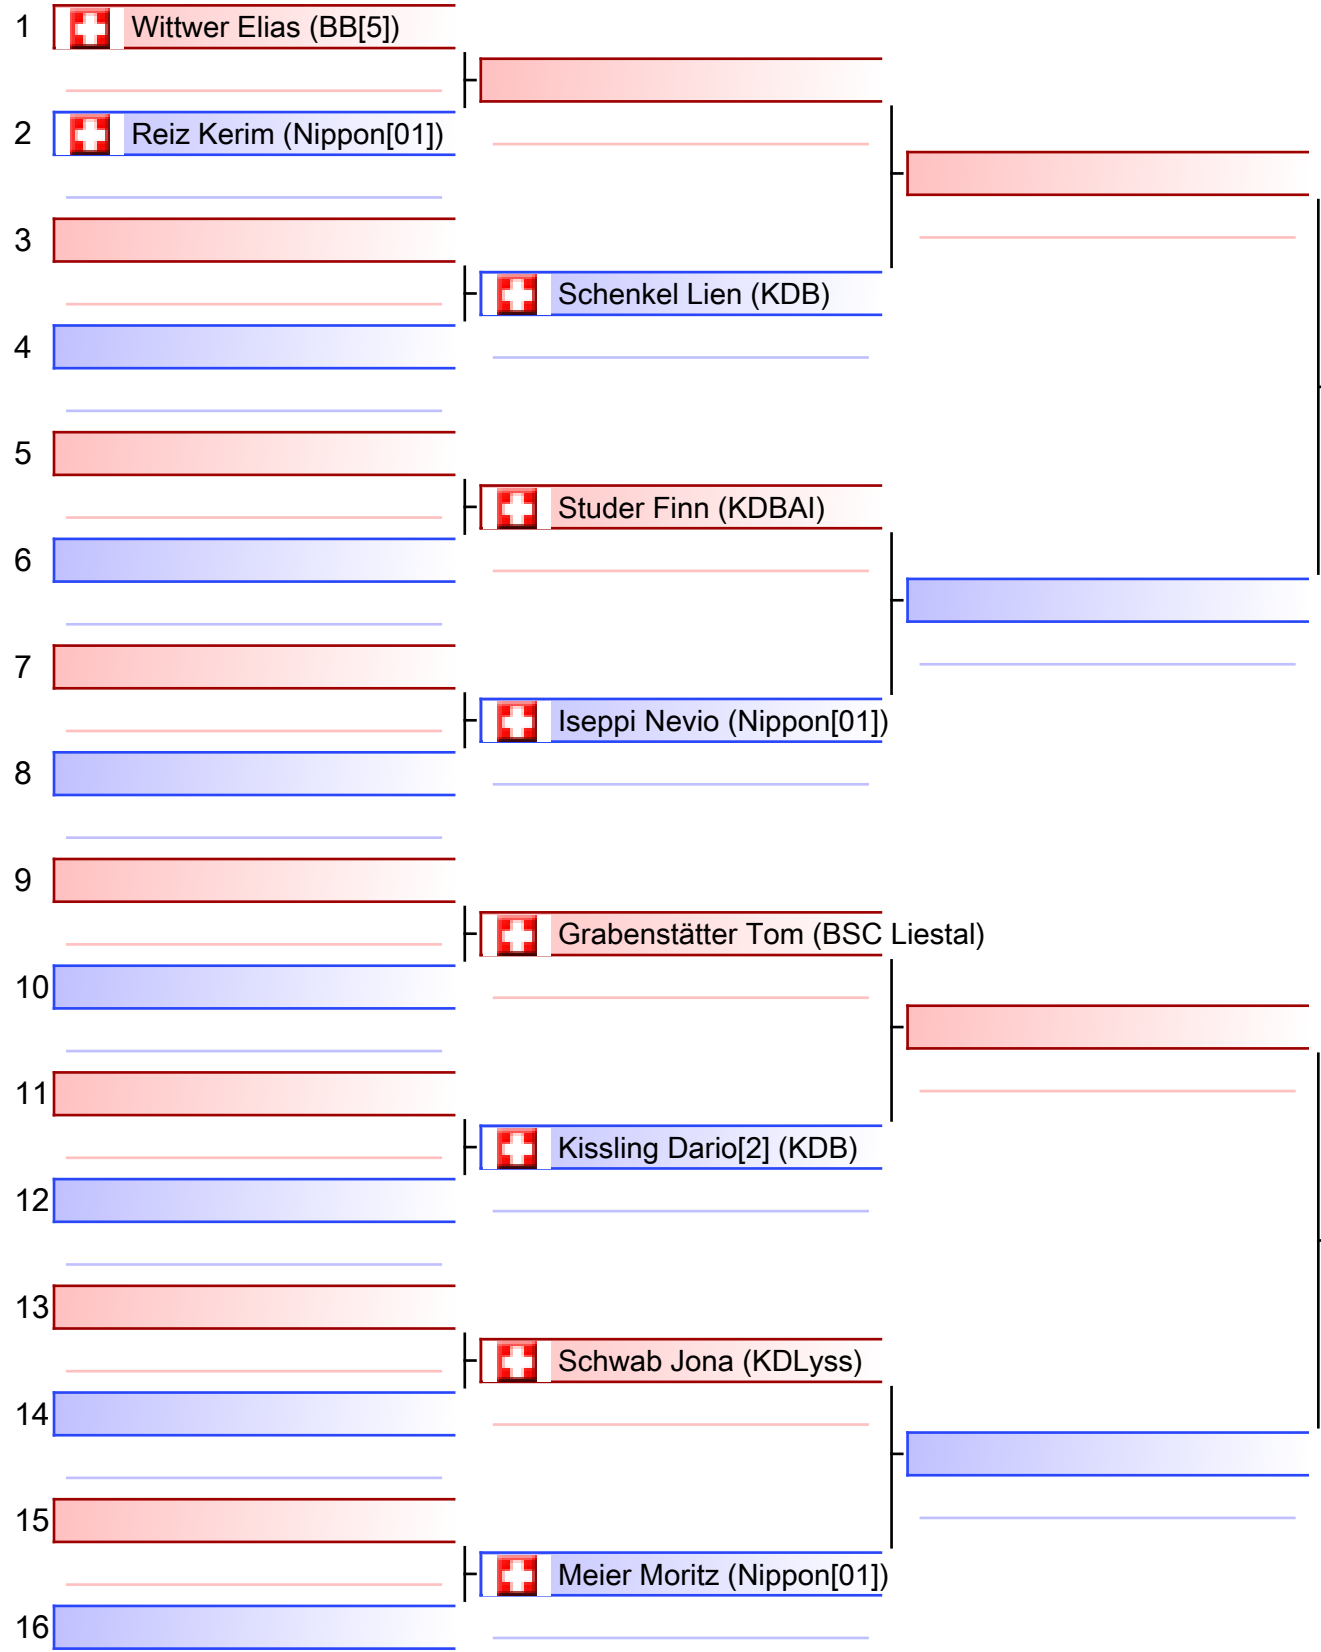 1 Wittwer Elias (BB[5])
2 Reiz Kerim (Nippon[01])
3
Schenkel Lien (KDB)
4
5
Studer Finn (KDBAI)
6
7
Iseppi Nevio (Nippon[01])
8
9
Grabenstätter Tom (BSC Liestal)
10
11
Kissling Dario[2] (KDB)
12
13
Schwab Jona (KDLyss)
14
15
Meier Moritz (Nippon[01])
16